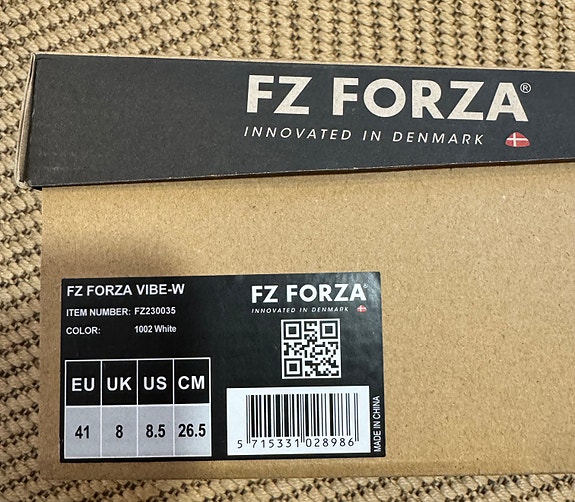 FZ FORZA®
INNOVATED IN DENMARK
FZ FORZA VIBE-W
ITEM NUMBER: FZ230035
COLOR: 1002 White
EU UK US CM
41 8 8.5 26.5
FZ FORZA®
INNOVATED IN DENMARK
5 715331 028986
MADE IN CHINA